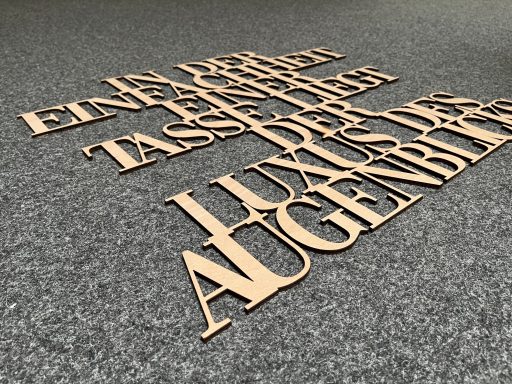 IN DER
EINFACHHEIT
EINER
TASSE LIEGT
DER
LUXUS DES
AUGENBLICKS